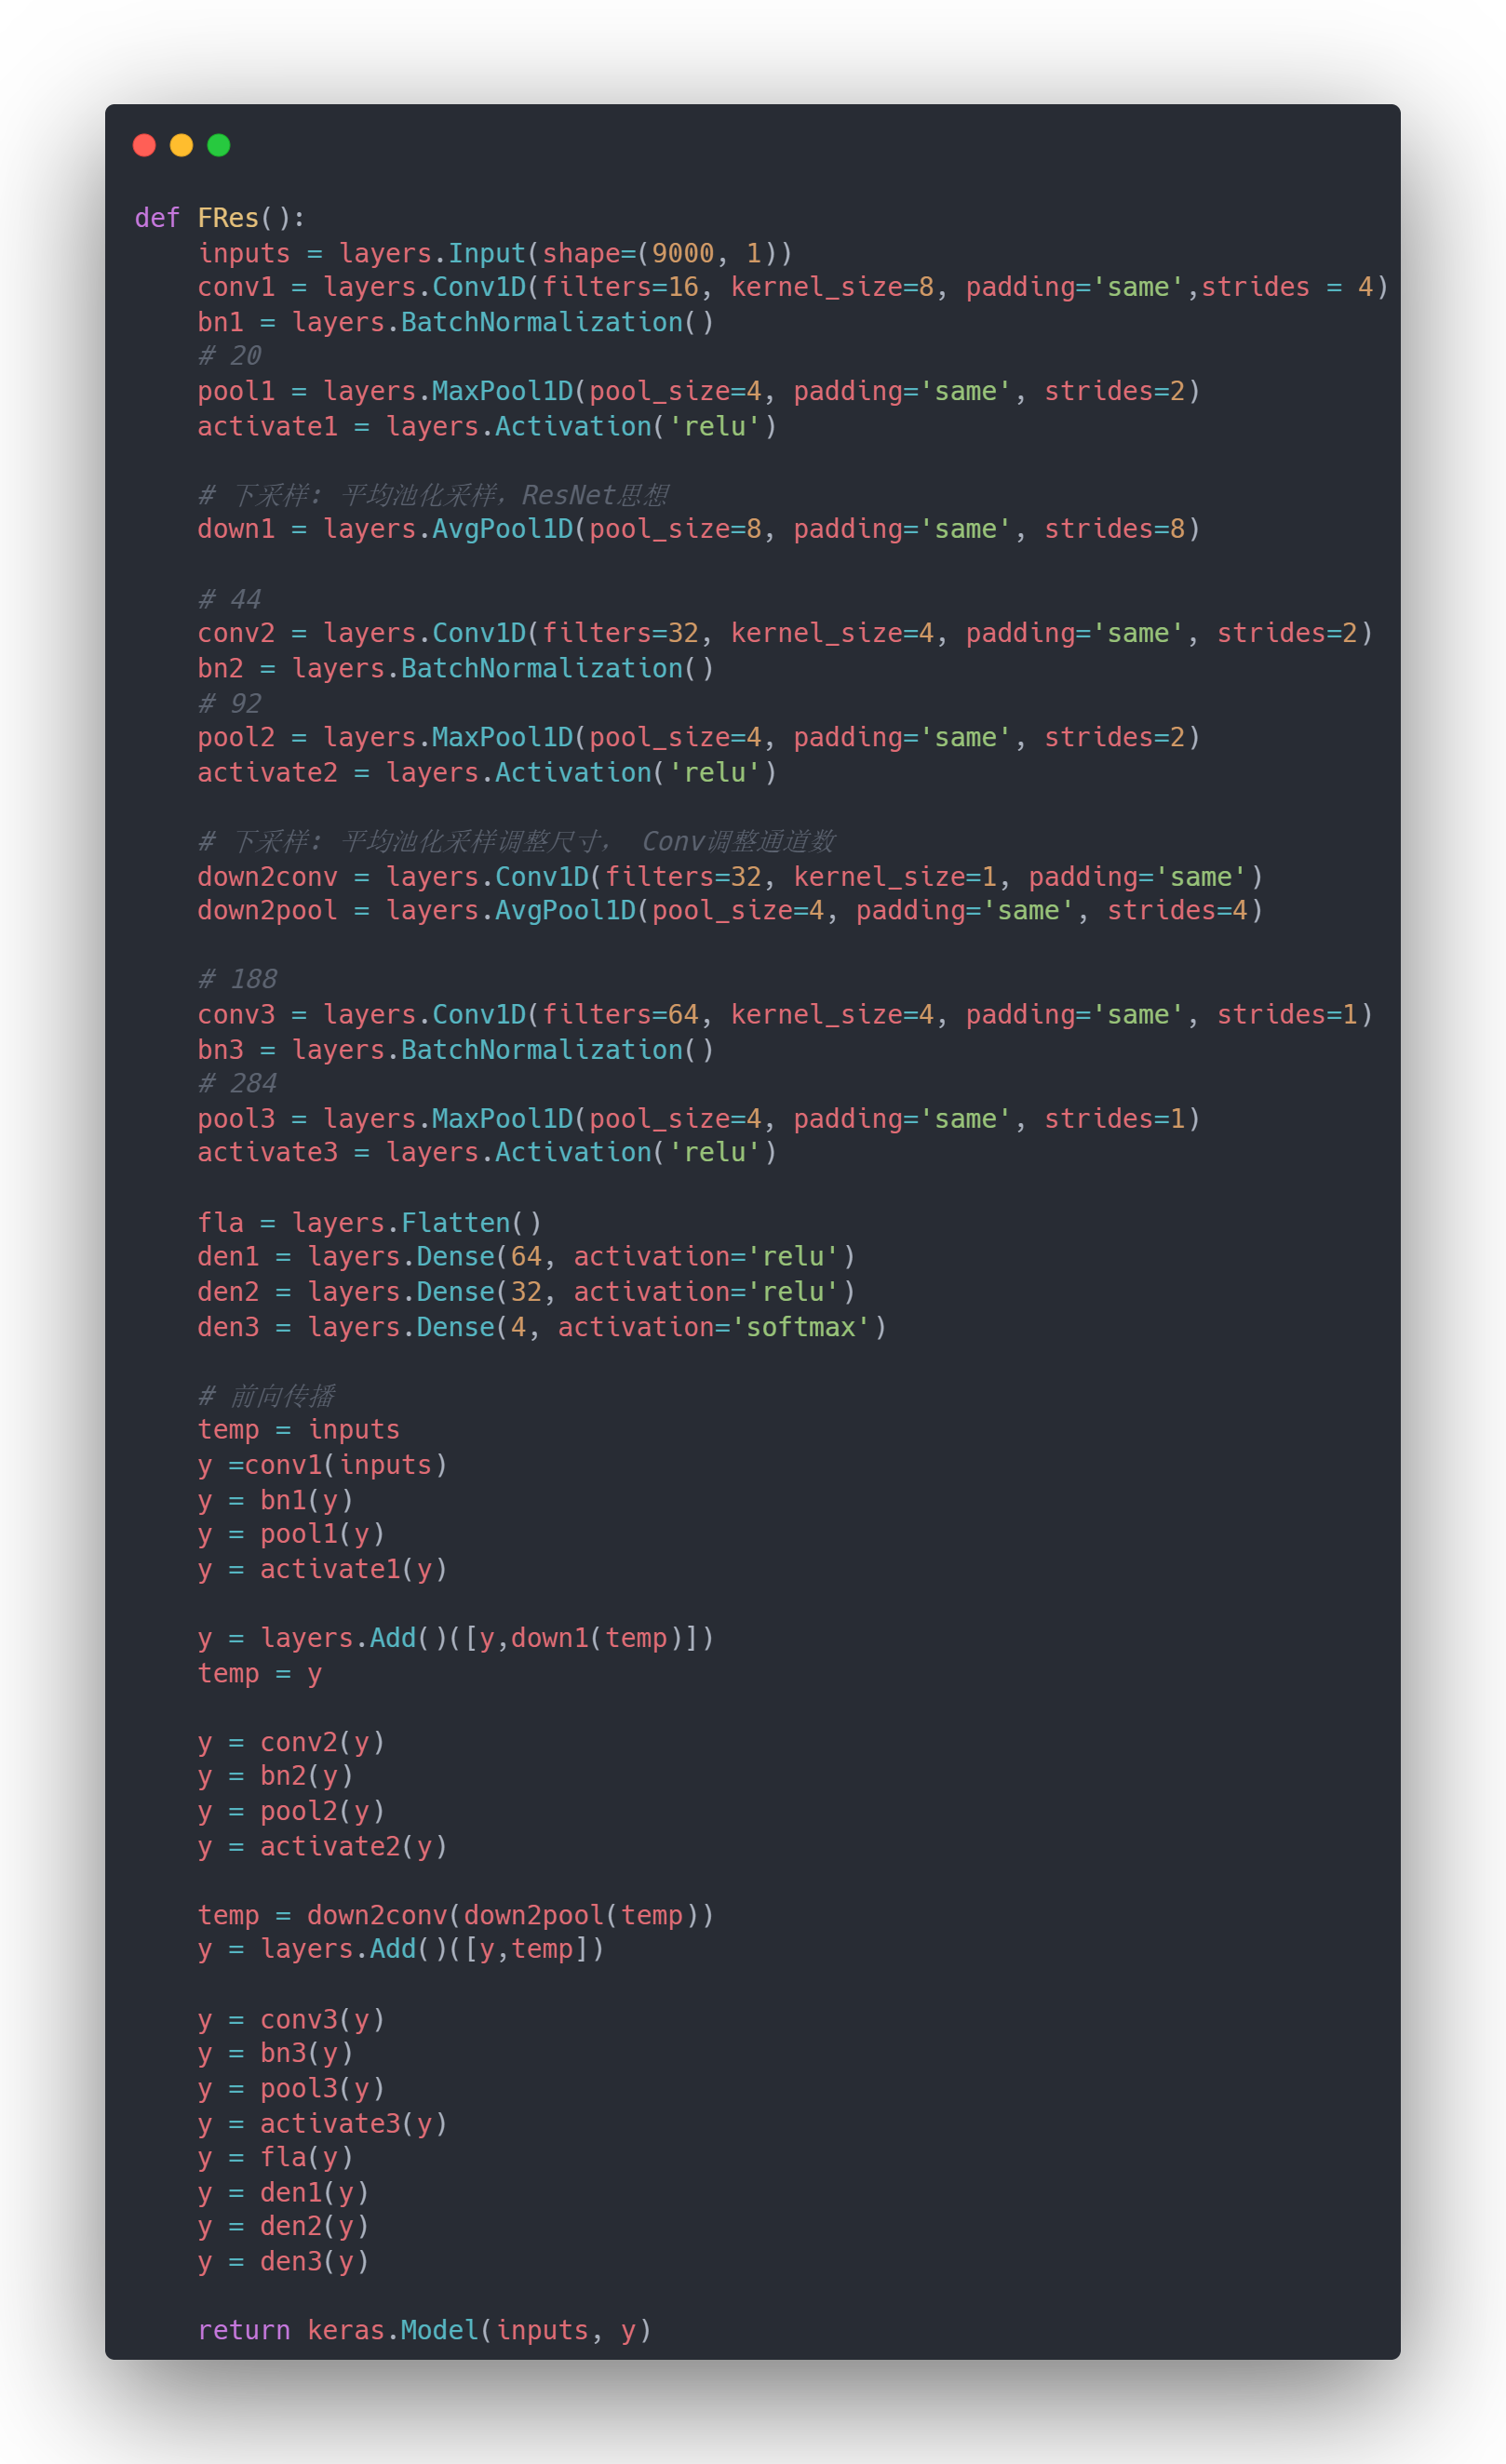 def FRes():
    inputs = layers.Input(shape=(9000, 1))
    conv1 = layers.Conv1D(filters=16, kernel_size=8, padding='same',strides = 4)
    bn1 = layers.BatchNormalization()
    # 20
    pool1 = layers.MaxPool1D(pool_size=4, padding='same', strides=2)
    activate1 = layers.Activation('relu')

    # 下采样: 平均池化采样，ResNet思想
    down1 = layers.AvgPool1D(pool_size=8, padding='same', strides=8)

    # 44
    conv2 = layers.Conv1D(filters=32, kernel_size=4, padding='same', strides=2)
    bn2 = layers.BatchNormalization()
    # 92
    pool2 = layers.MaxPool1D(pool_size=4, padding='same', strides=2)
    activate2 = layers.Activation('relu')

    # 下采样: 平均池化采样调整尺寸， Conv调整通道数
    down2conv = layers.Conv1D(filters=32, kernel_size=1, padding='same')
    down2pool = layers.AvgPool1D(pool_size=4, padding='same', strides=4)

    # 188
    conv3 = layers.Conv1D(filters=64, kernel_size=4, padding='same', strides=1)
    bn3 = layers.BatchNormalization()
    # 284
    pool3 = layers.MaxPool1D(pool_size=4, padding='same', strides=1)
    activate3 = layers.Activation('relu')

    fla = layers.Flatten()
    den1 = layers.Dense(64, activation='relu')
    den2 = layers.Dense(32, activation='relu')
    den3 = layers.Dense(4, activation='softmax')

    # 前向传播
    temp = inputs
    y =conv1(inputs)
    y = bn1(y)
    y = pool1(y)
    y = activate1(y)

    y = layers.Add()([y,down1(temp)])
    temp = y

    y = conv2(y)
    y = bn2(y)
    y = pool2(y)
    y = activate2(y)

    temp = down2conv(down2pool(temp))
    y = layers.Add()([y,temp])

    y = conv3(y)
    y = bn3(y)
    y = pool3(y)
    y = activate3(y)
    y = fla(y)
    y = den1(y)
    y = den2(y)
    y = den3(y)

    return keras.Model(inputs, y)